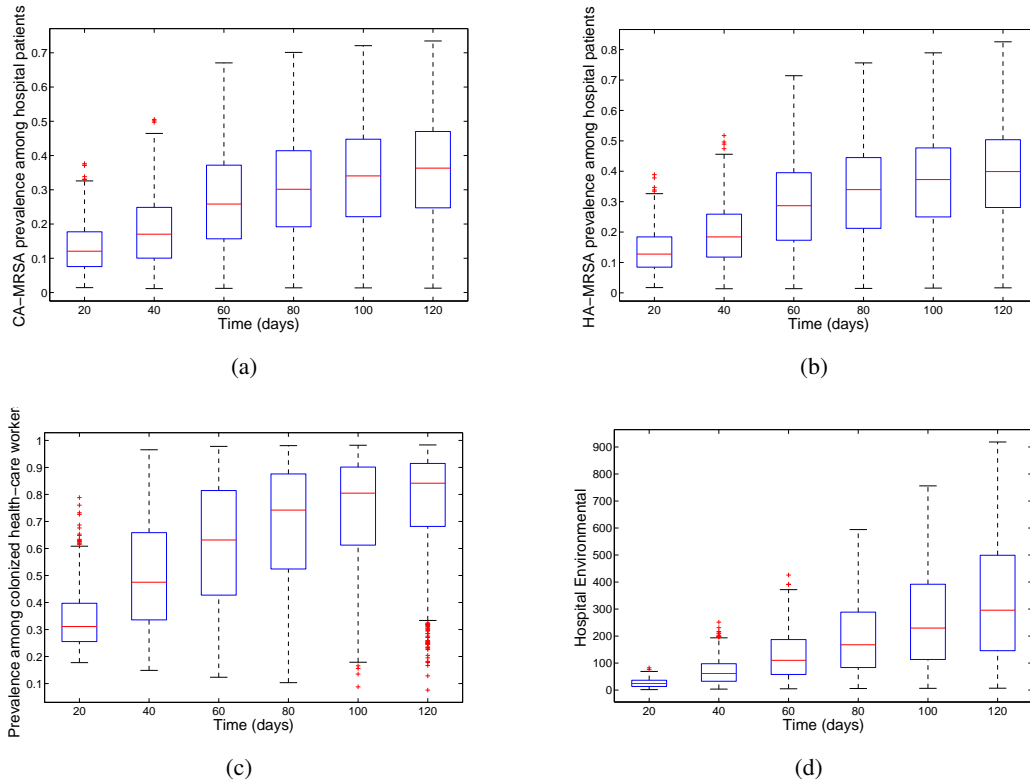 CA-MRSA prevalence among hospital patients
0.7
0.6
0.5
0.4
0.3
0.2
0.1
0
20 40 60 80 100 120
Time (days)
(a)
HA-MRSA prevalence among hospital patients
0.8
0.7
0.6
0.5
0.4
0.3
0.2
0.1
0
20 40 60 80 100 120
Time (days)
(b)
Prevalence among colonized health-care worker
1
0.9
0.8
0.7
0.6
0.5
0.4
0.3
0.2
0.1
20 40 60 80 100 120
Time (days)
(c)
Hospital Environmental
900
800
700
600
500
400
300
200
100
0
20 40 60 80 100 120
Time (days)
(d)